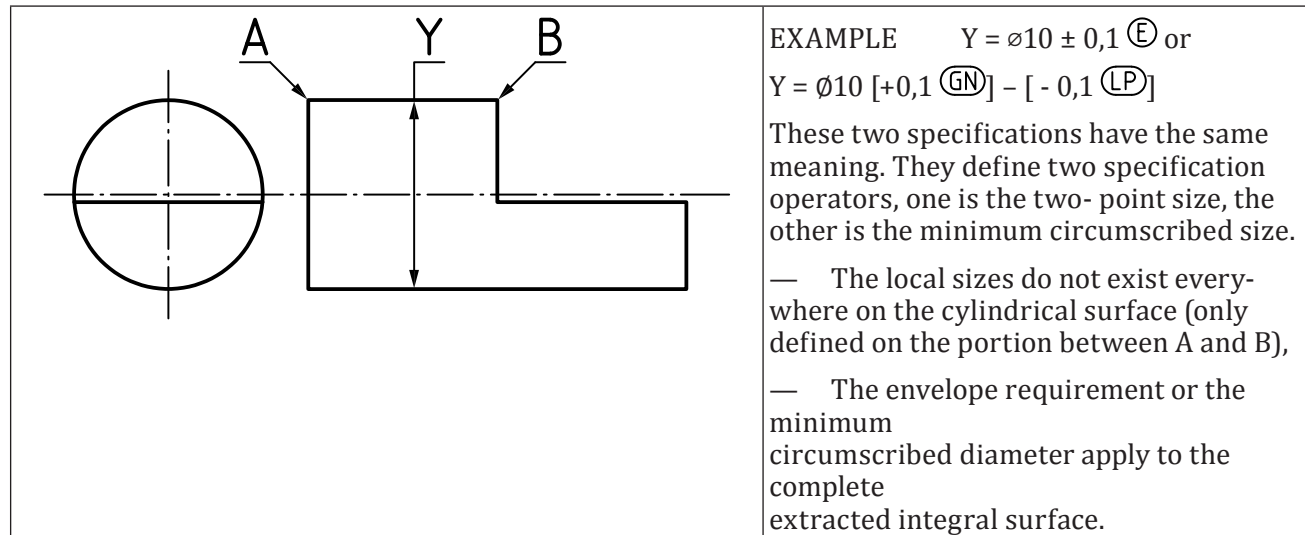 A Y B
EXAMPLE Y = ⌀10 ± 0,1 Ⓔ or
Y = Ø10 [+0,1 (GN)] – [ - 0,1 (LP)]
These two specifications have the same
meaning. They define two specification
operators, one is the two- point size, the
other is the minimum circumscribed size.
— The local sizes do not exist every-
where on the cylindrical surface (only
defined on the portion between A and B),
— The envelope requirement or the
minimum
circumscribed diameter apply to the
complete
extracted integral surface.